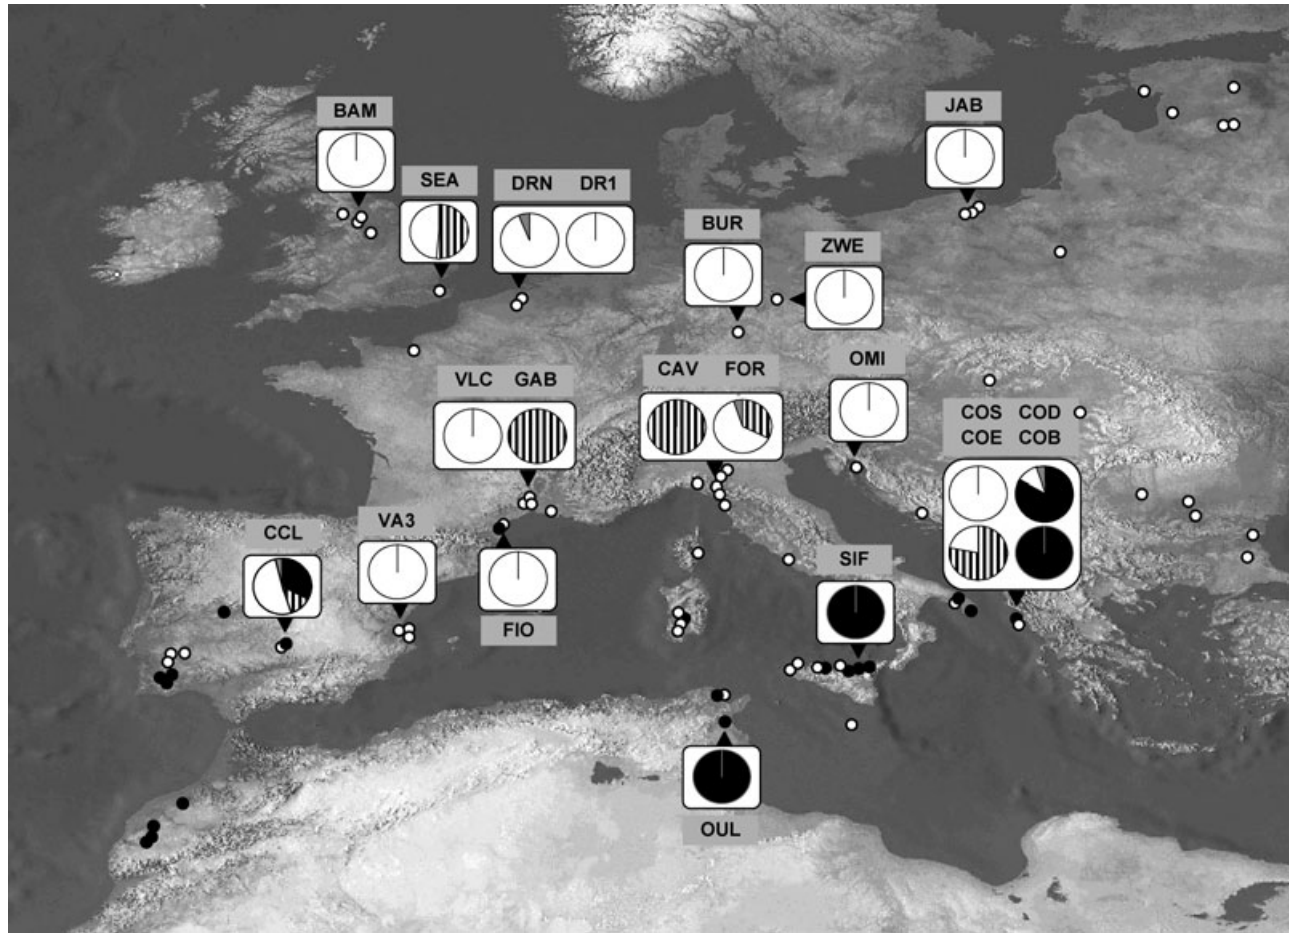 BAM
JAB
SEA
DRN DR1
BUR
ZWE
VLC GAB
CAV FOR
OMI
COS COD
COE COB
CCL
VA3
SIF
FIO
OUL